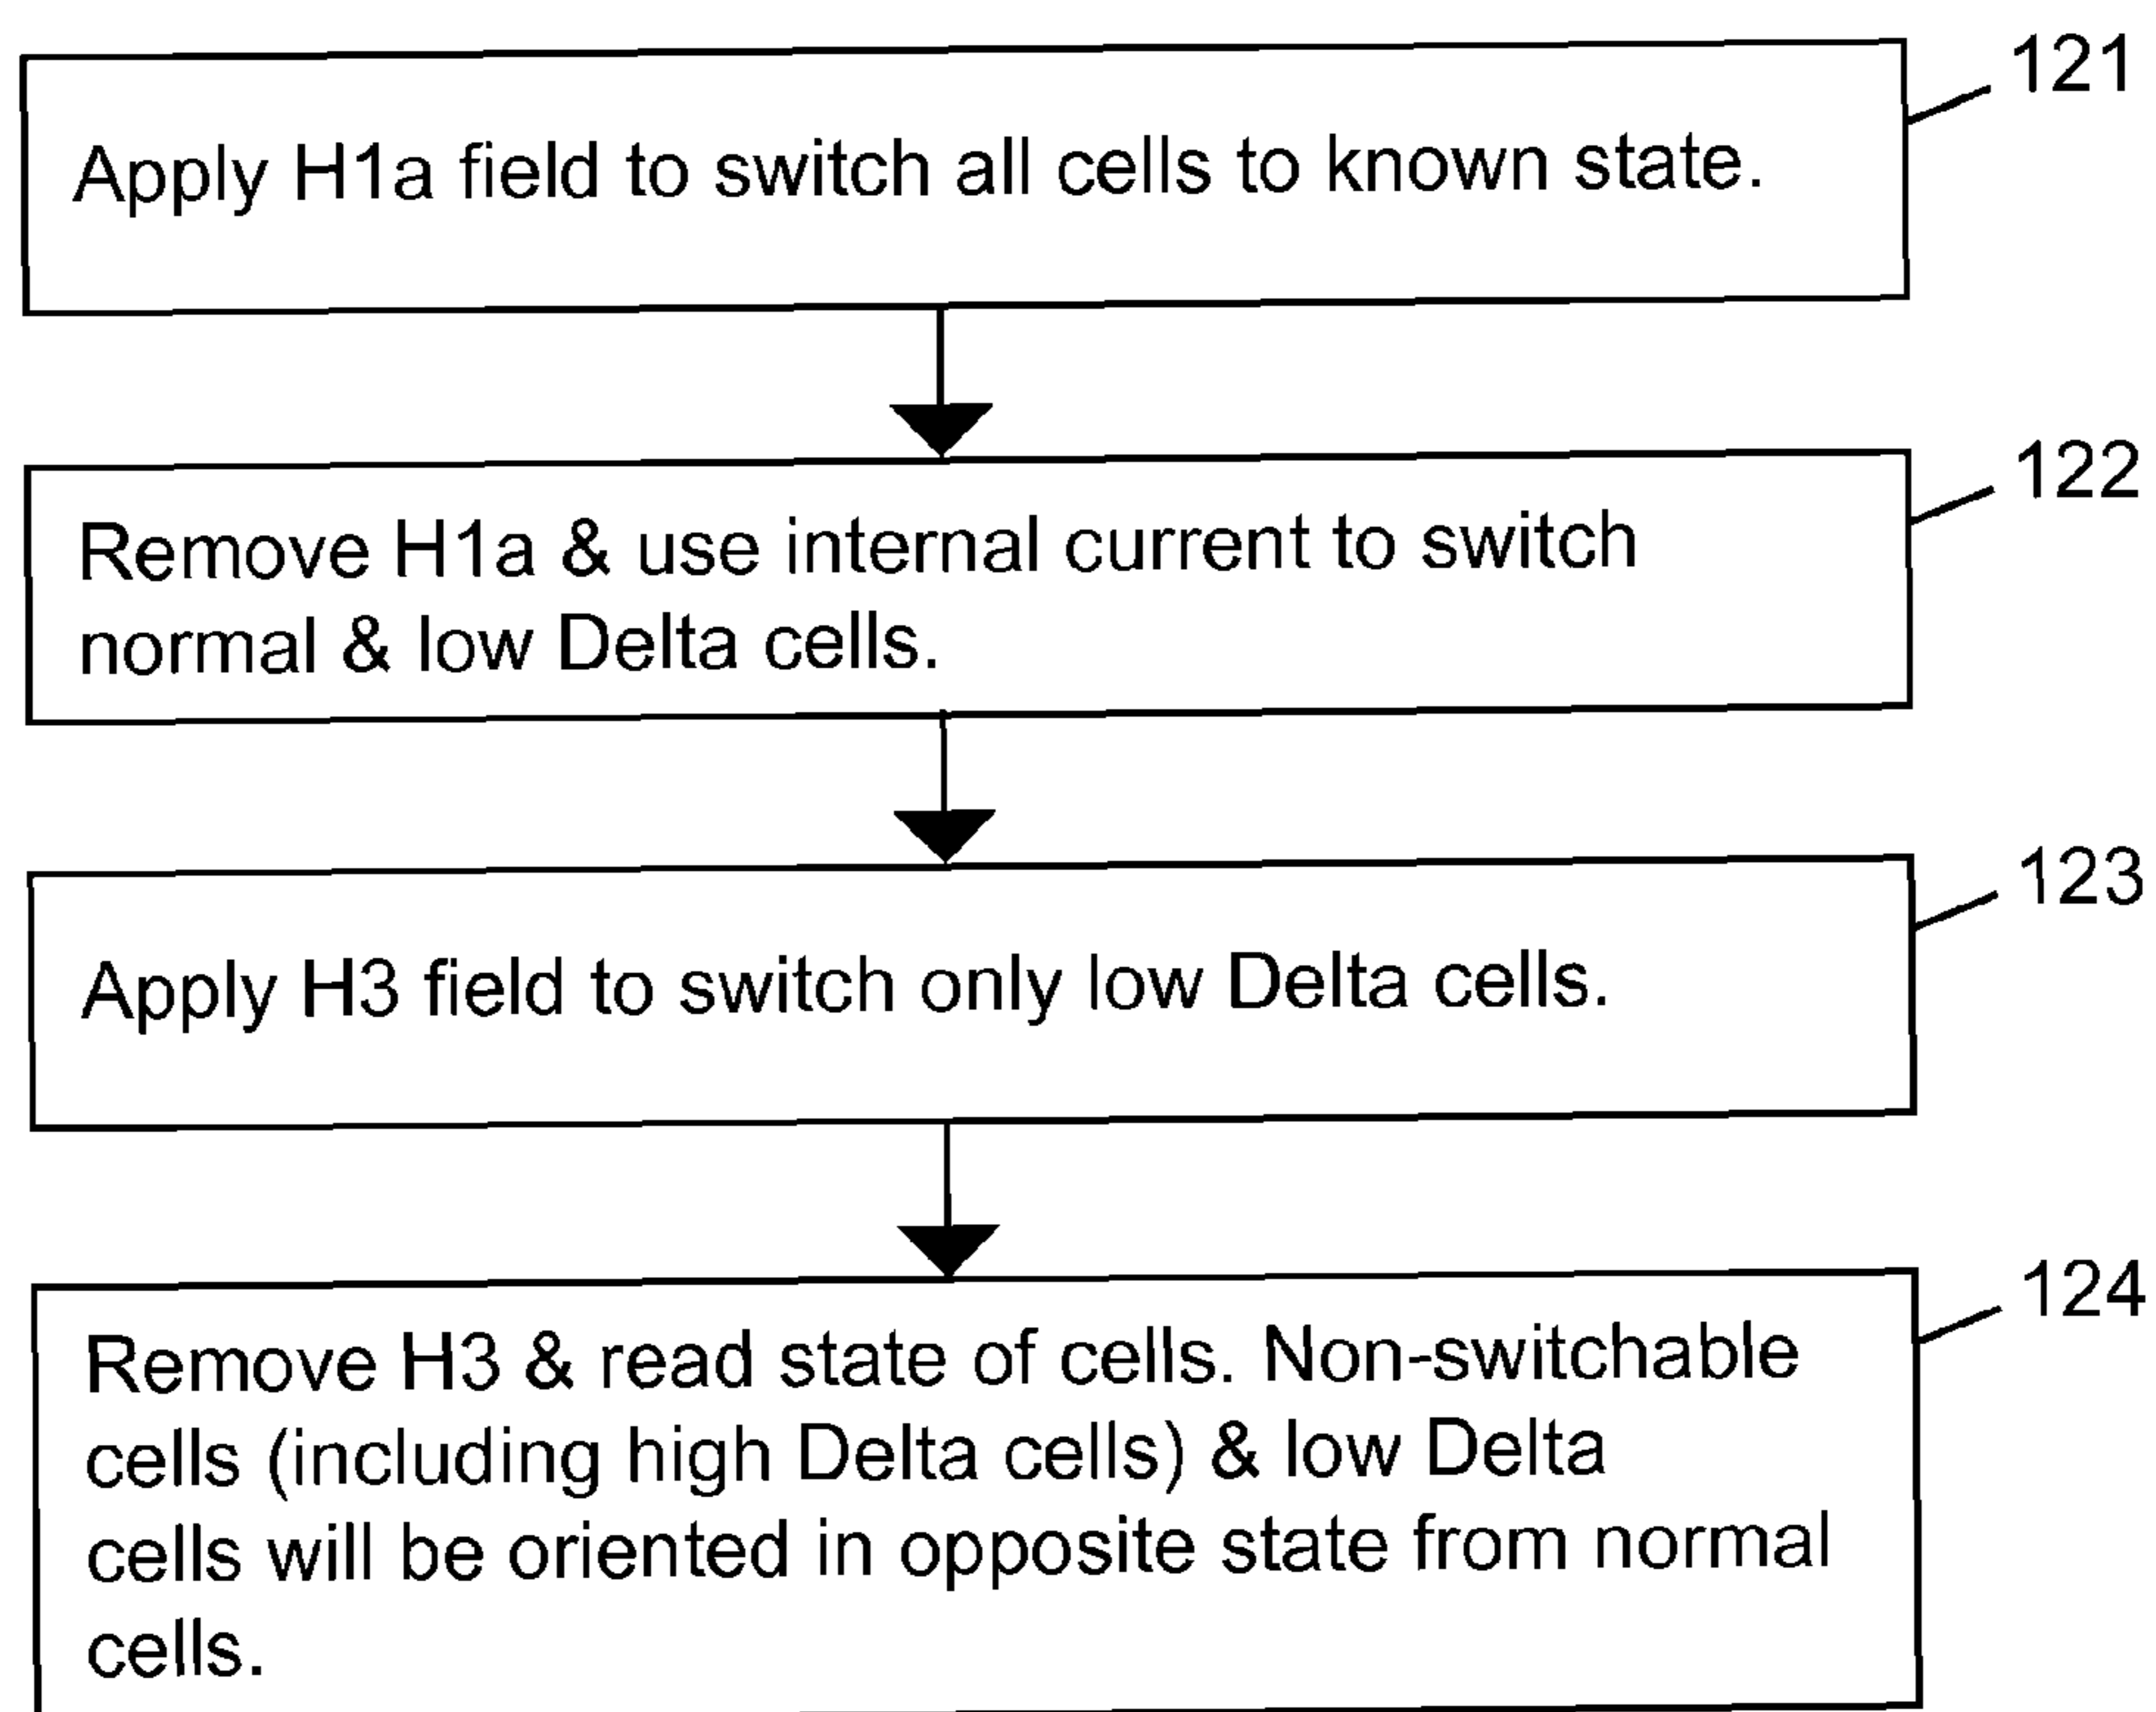 121
Apply H1a field to switch all cells to known state.
122
Remove H1a & use internal current to switch
normal & low Delta cells.
123
Apply H3 field to switch only low Delta cells.
124
Remove H3 & read state of cells. Non-switchable
cells (including high Delta cells) & low Delta
cells will be oriented in opposite state from normal
cells.